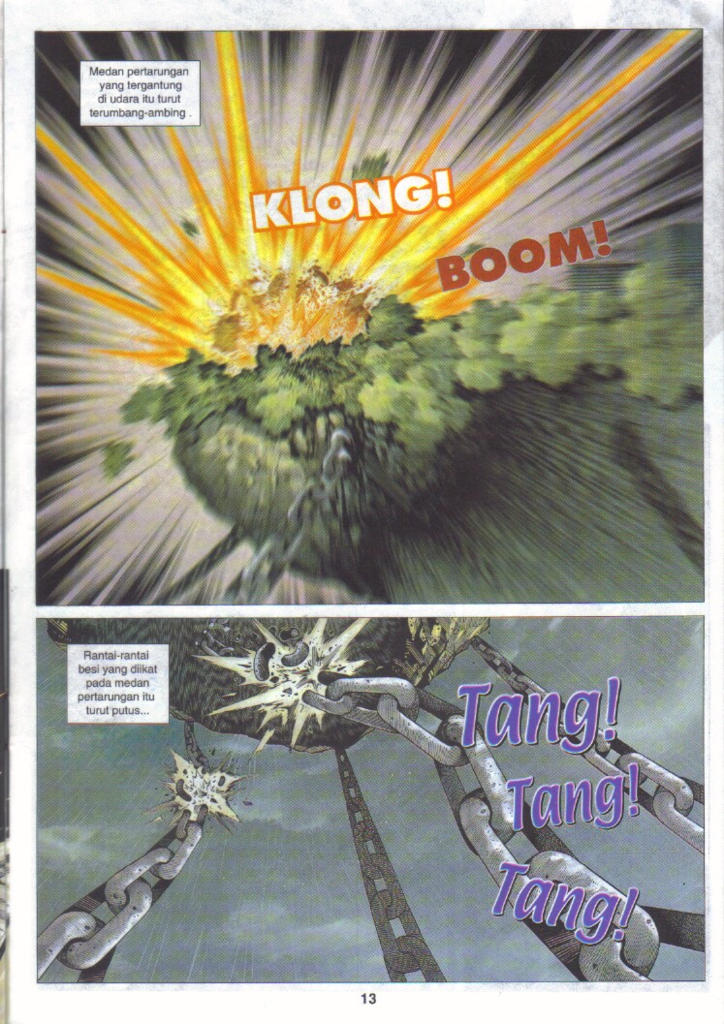 Medan pertarungan
yang tergantung
di udara itu turut
terumbang-ambing .
KLONG!
BOOM!
Rantai-rantai
besi yang diikat
pada medan
pertarungan itu
turut putus...
Tang!
Tang!
Tang!
13